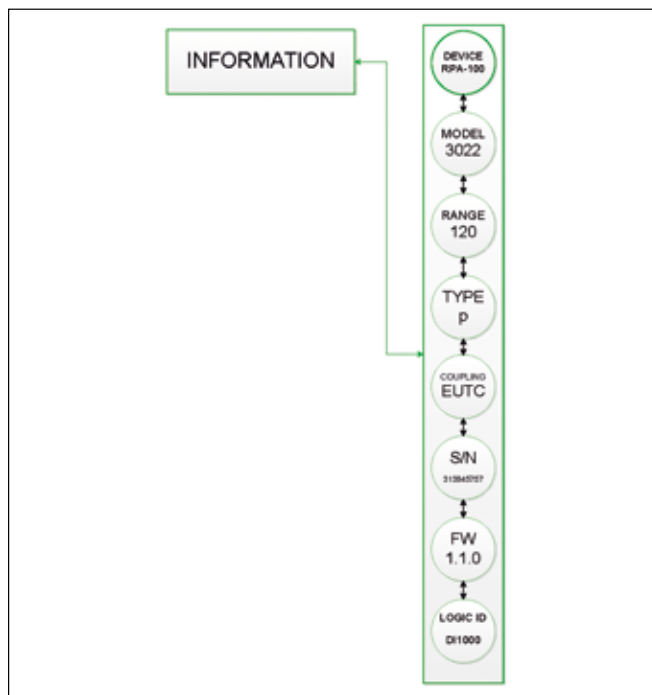 INFORMATION
DEVICE
RPA-100
MODEL
3022
RANGE
120
TYPE
p
COUPLING
EUTC
S/N
FW
1.1.0
LOGIC ID
DI1000